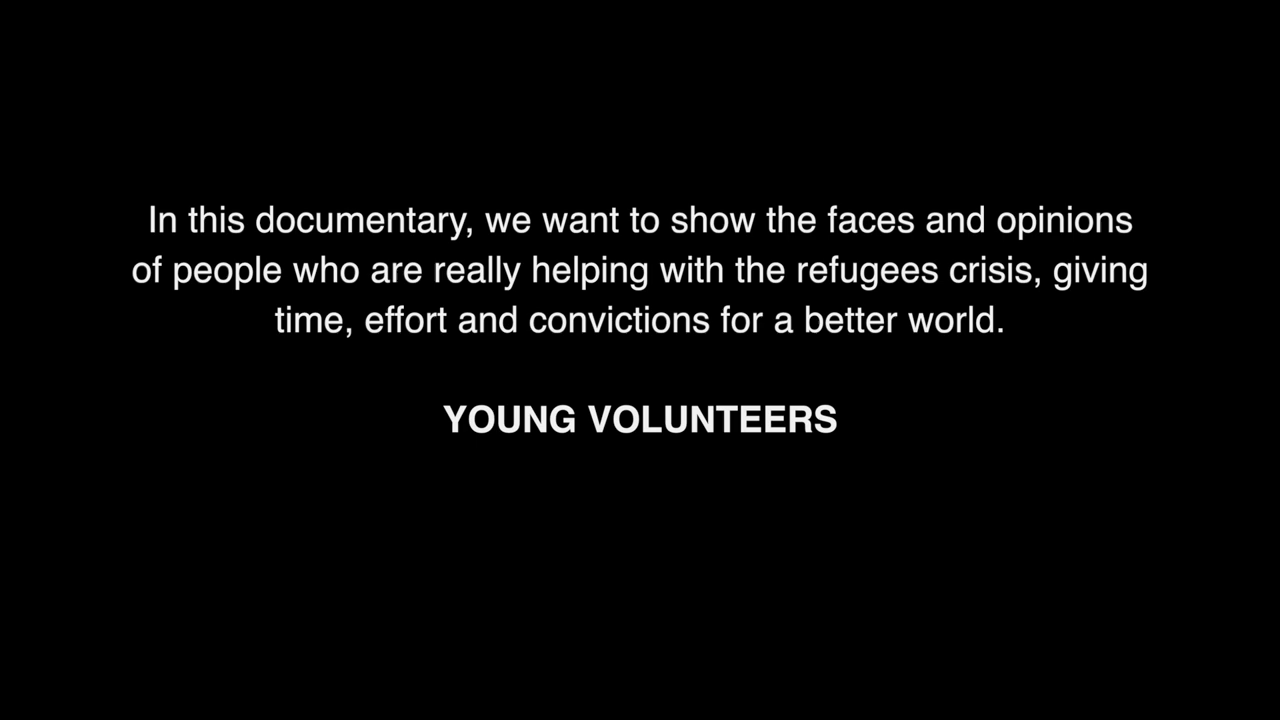 In this documentary, we want to show the faces and opinions
of people who are really helping with the refugees crisis, giving
time, effort and convictions for a better world.
YOUNG VOLUNTEERS